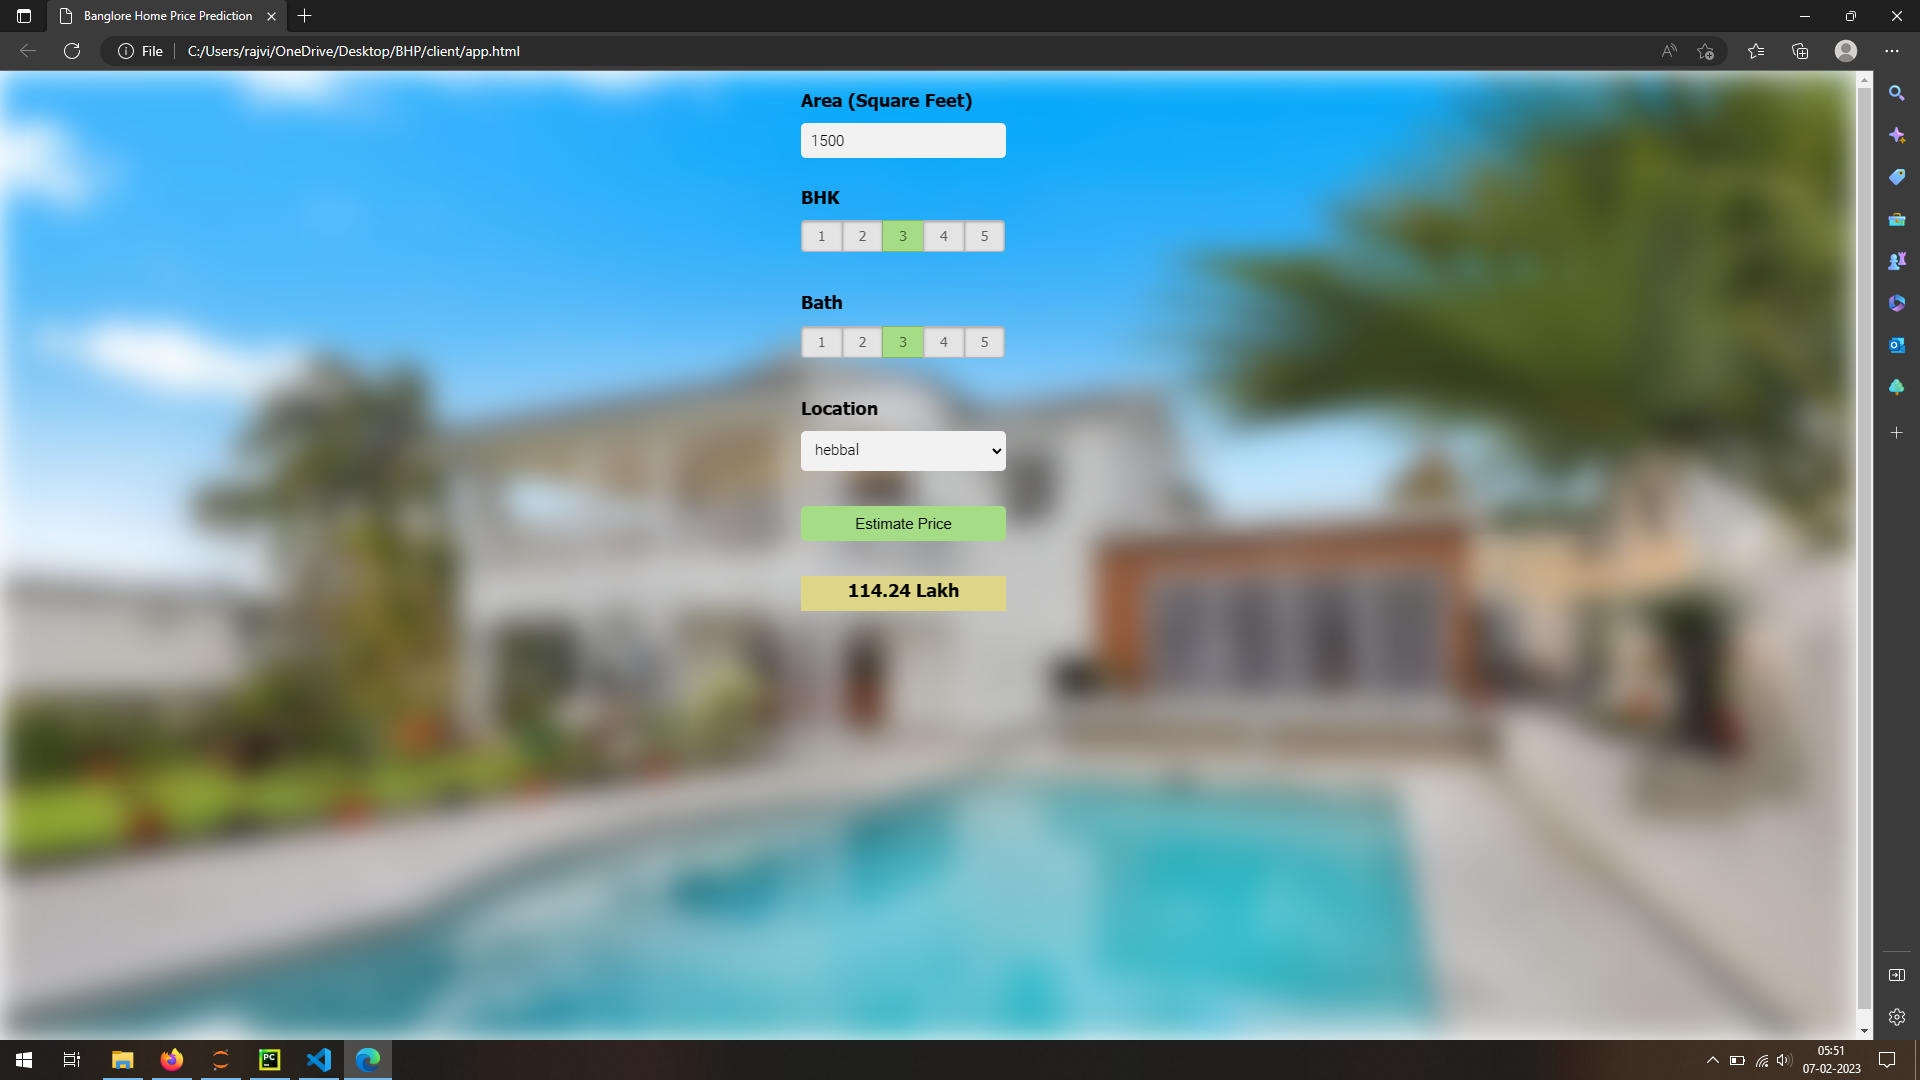 Banglore Home Price Prediction
File
C:/Users/rajvi/OneDrive/Desktop/BHP/client/app.html
Area (Square Feet)
1500
BHK
1 2 3 4 5
Bath
1 2 3 4 5
Location
hebbal
Estimate Price
114.24 Lakh
PC
05:51
07-02-2023